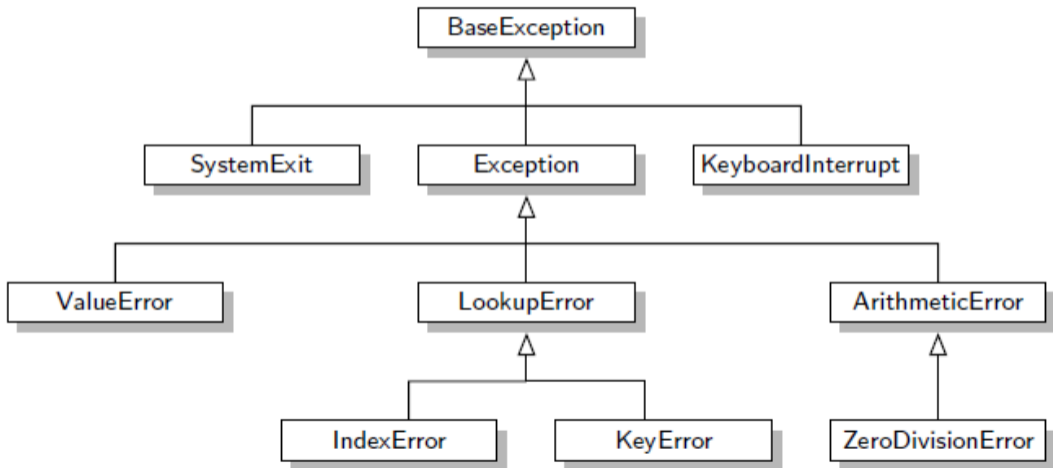 BaseException
SystemExit
Exception
KeyboardInterrupt
ValueError
LookupError
ArithmeticError
IndexError
KeyError
ZeroDivisionError